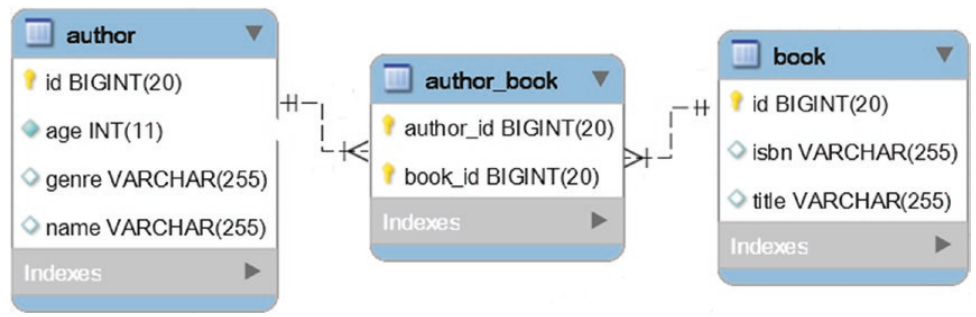 author
id BIGINT(20)
age INT(11)
genre VARCHAR(255)
name VARCHAR(255)
Indexes
author_book
author_id BIGINT(20)
book_id BIGINT(20)
Indexes
book
id BIGINT(20)
isbn VARCHAR(255)
title VARCHAR(255)
Indexes